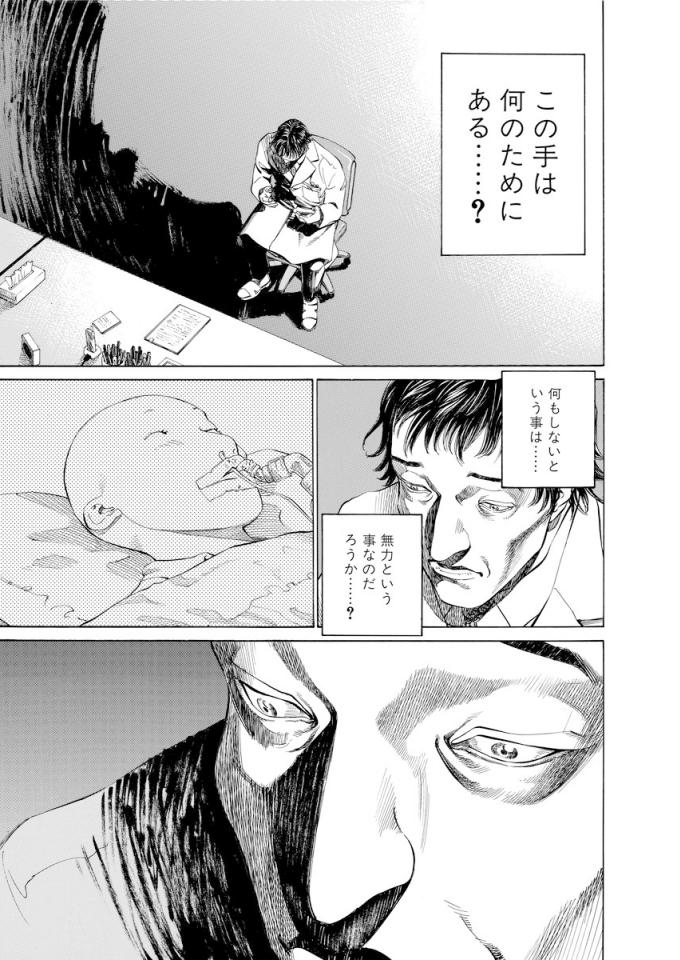 この手は
何のために
ある……？
何もしないと
いう事は……
無力という
事なのだ
ろうか……？